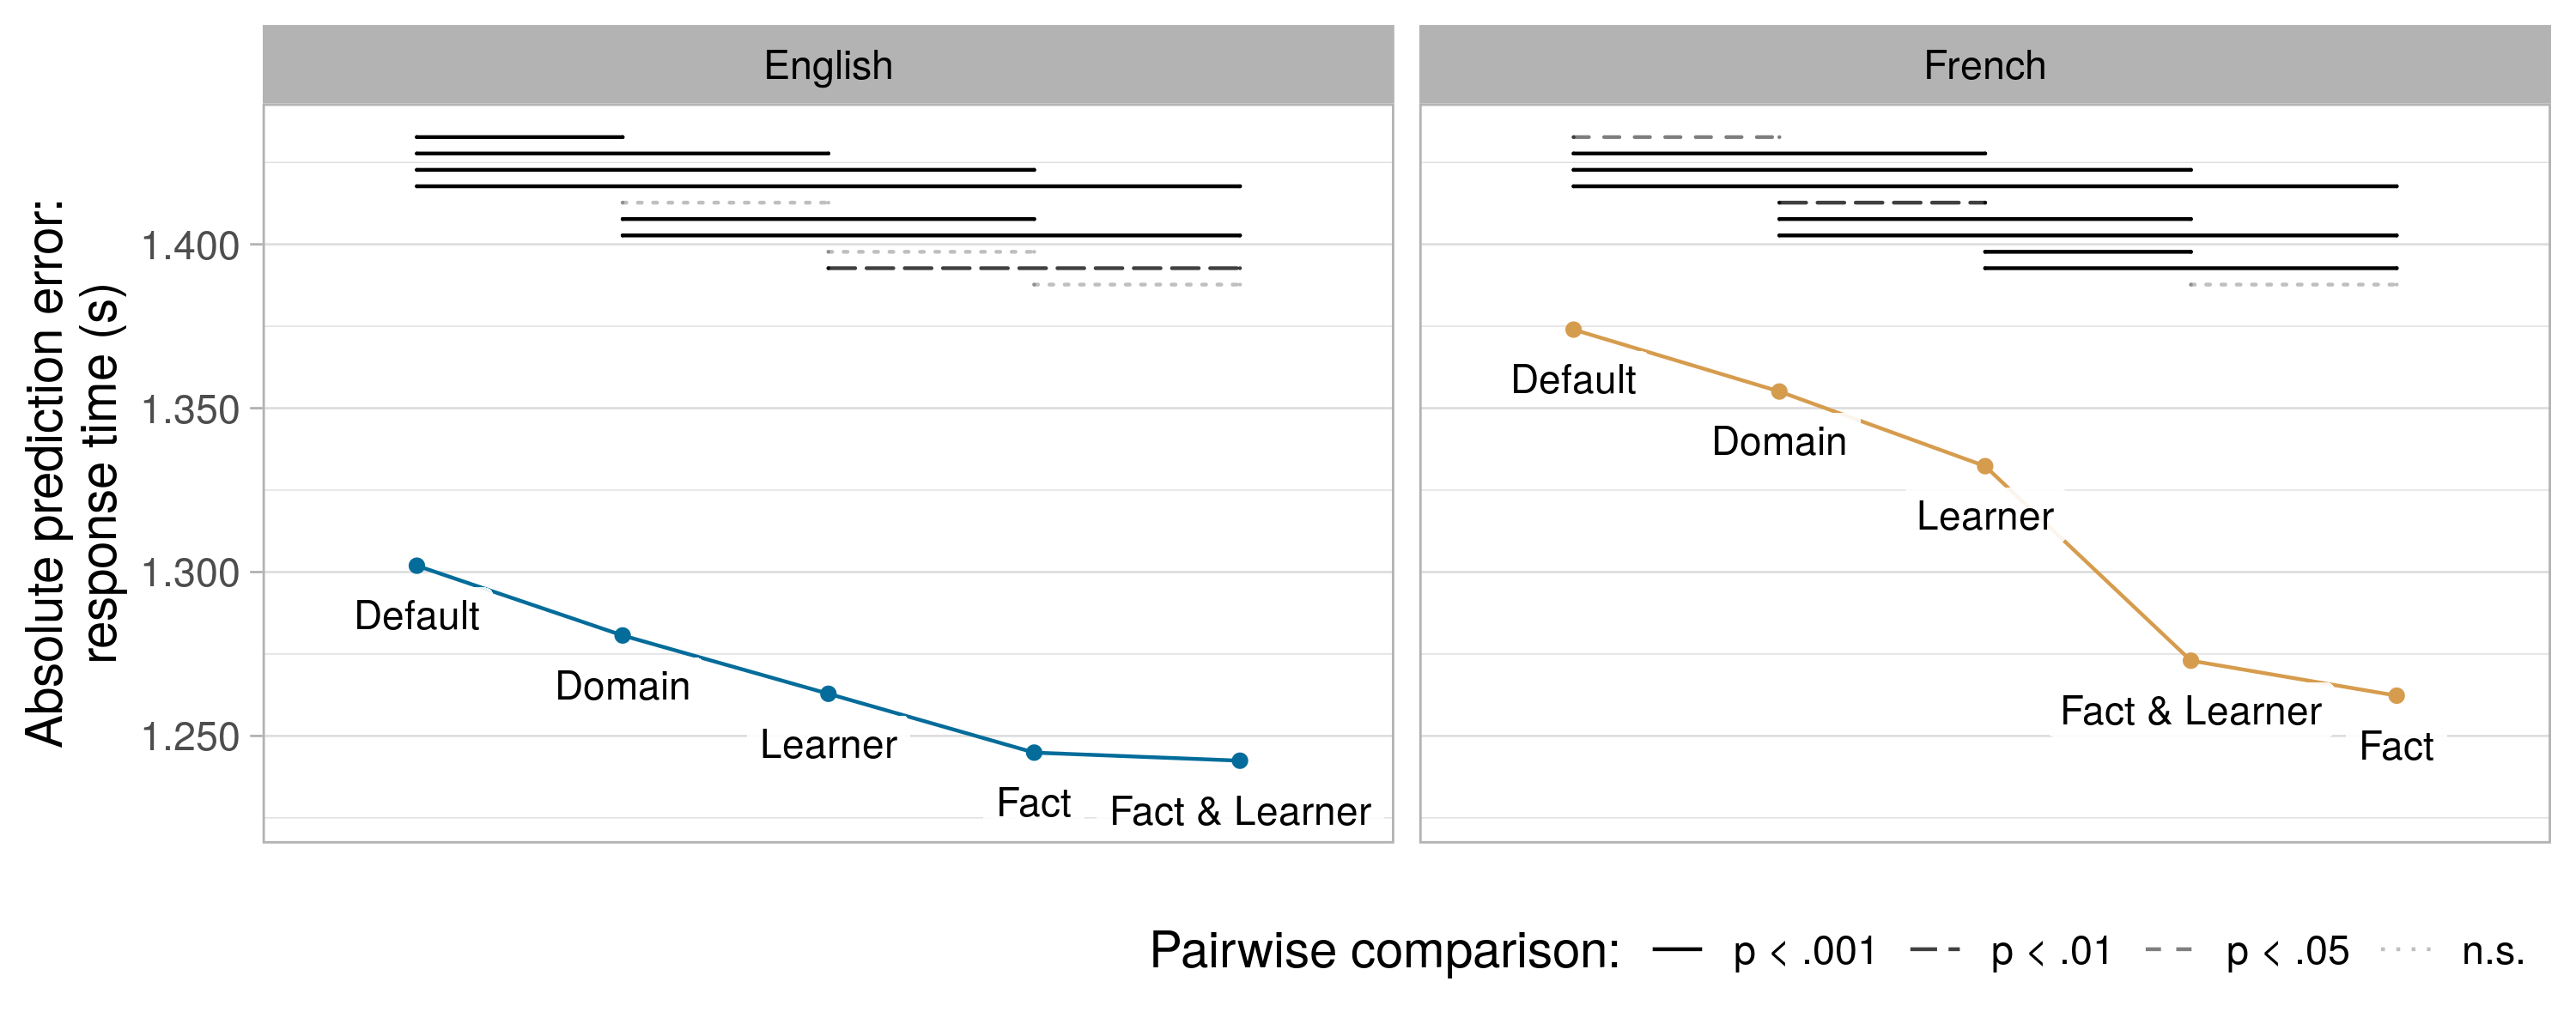 English
French
Absolute prediction error:
response time (s)
1.400
1.350
1.300
1.250
Default
Domain
Learner
Fact
Fact & Learner
Default
Domain
Learner
Fact & Learner
Fact
Pairwise comparison:
p < .001
p < .01
p < .05
n.s.